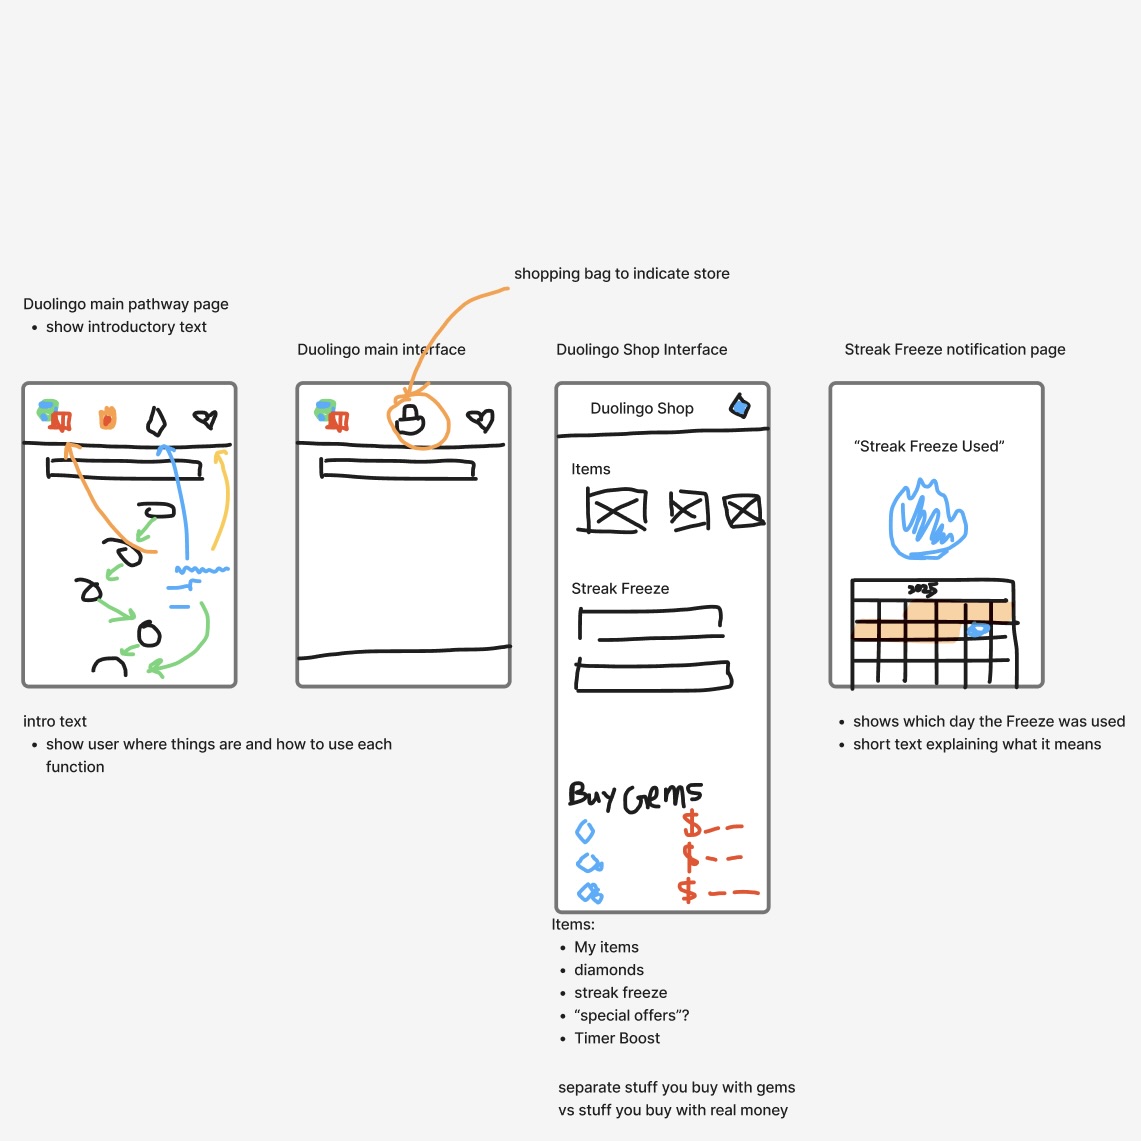 shopping bag to indicate store
Duolingo main pathway page
• show introductory text
Duolingo main interface
Duolingo Shop Interface
Streak Freeze notification page
Duolingo Shop
Items
Streak Freeze
Buy Gems
$
$
$
“Streak Freeze Used”
2025
intro text
• show user where things are and how to use each
function
Items:
• My items
• diamonds
• streak freeze
• “special offers”?
• Timer Boost
separate stuff you buy with gems
vs stuff you buy with real money
• shows which day the Freeze was used
• short text explaining what it means